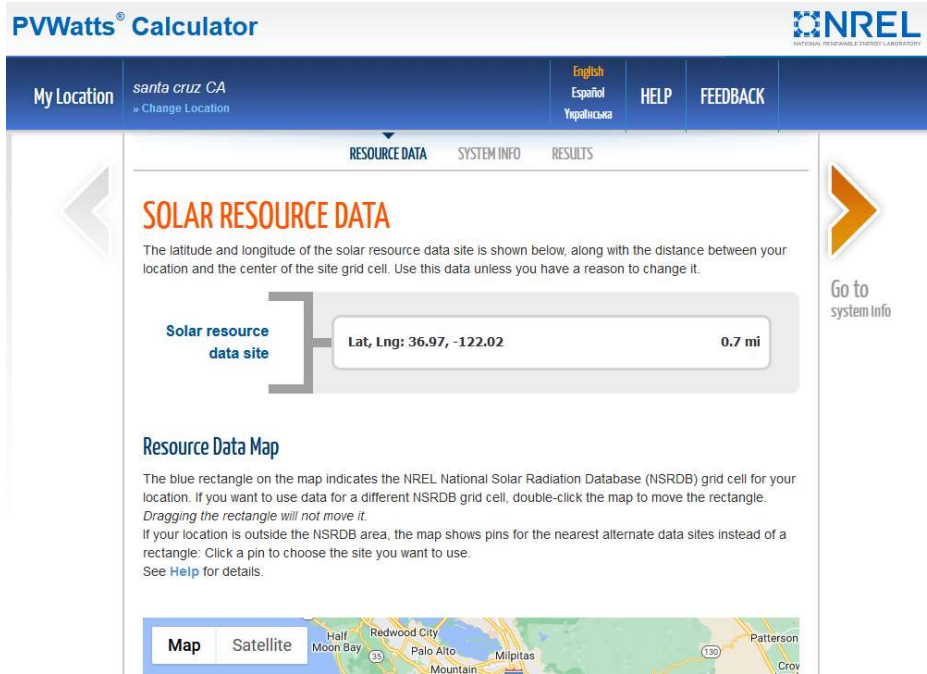 PVWatts® Calculator
NREL
NATIONAL RENEWABLE ENERGY LABORATORY
My Location
santa cruz CA
» Change Location
English
Español
Українська
HELP
FEEDBACK
RESOURCE DATA
SYSTEM INFO
RESULTS
SOLAR RESOURCE DATA
The latitude and longitude of the solar resource data site is shown below, along with the distance between your
location and the center of the site grid cell. Use this data unless you have a reason to change it.
Go to
system info
Solar resource
data site
Lat, Lng: 36.97, -122.02
0.7 mi
Resource Data Map
The blue rectangle on the map indicates the NREL National Solar Radiation Database (NSRDB) grid cell for your
location. If you want to use data for a different NSRDB grid cell, double-click the map to move the rectangle.
Dragging the rectangle will not move it.
If your location is outside the NSRDB area, the map shows pins for the nearest alternate data sites instead of a
rectangle: Click a pin to choose the site you want to use.
See Help for details.
Map
Satellite
Half
Moon Bay
Redwood City
35
Palo Alto
Milpitas
Mountain
130
Patterson